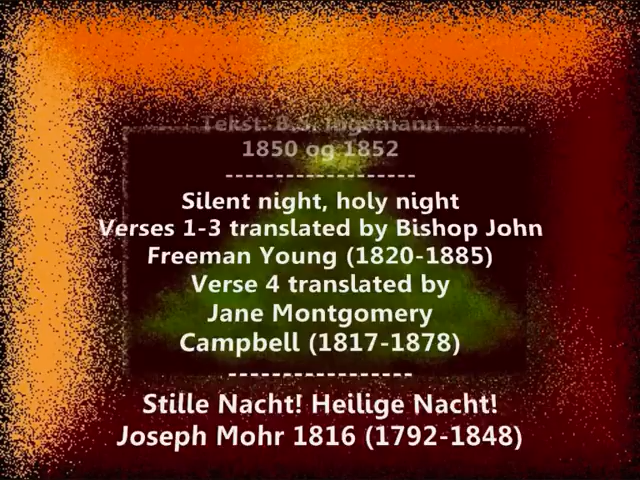 Tekst: B.S. Ingemann
1850 og 1852
-------------------
Silent night, holy night
Verses 1-3 translated by Bishop John
Freeman Young (1820-1885)
Verse 4 translated by
Jane Montgomery
Campbell (1817-1878)
-----------------
Stille Nacht! Heilige Nacht!
Joseph Mohr 1816 (1792-1848)